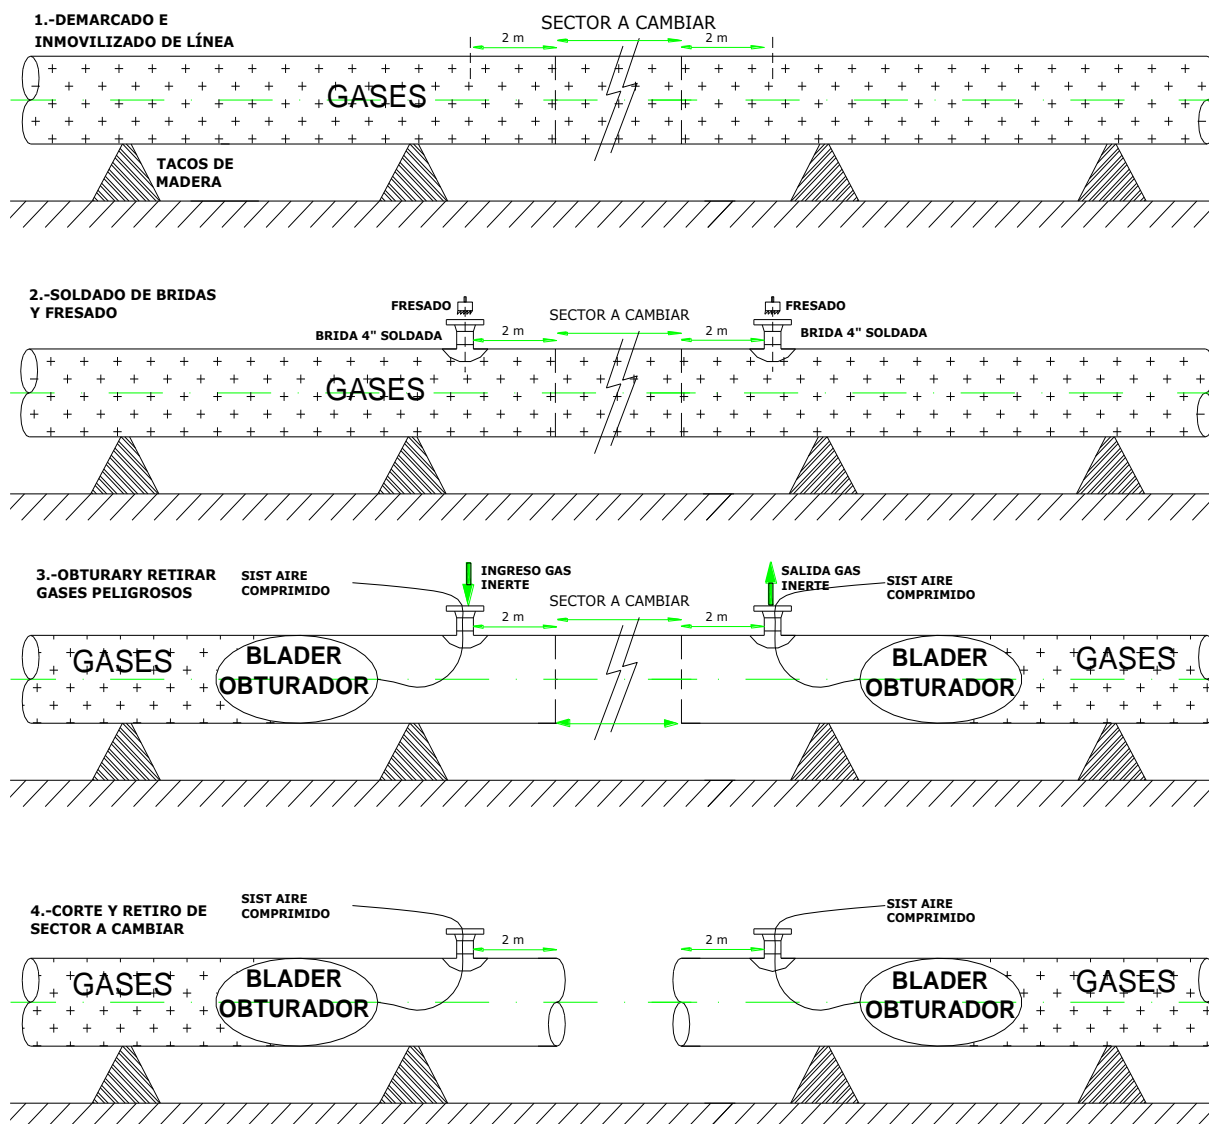 1.-DEMARCADO E
INMOVILIZADO DE LÍNEA
SECTOR A CAMBIAR
2 m
2 m
GASES
TACOS DE
MADERA
2.-SOLDADO DE BRIDAS
Y FRESADO
FRESADO
FRESADO
BRIDA 4" SOLDADA
2 m
SECTOR A CAMBIAR
2 m
BRIDA 4" SOLDADA
GASES
3.-OBTURARY RETIRAR
GASES PELIGROSOS
SIST AIRE
COMPRIMIDO
INGRESO GAS
INERTE
SALIDA GAS
INERTE
SIST AIRE
COMPRIMIDO
2 m
SECTOR A CAMBIAR
2 m
GASES
BLADER
OBTURADOR
BLADER
OBTURADOR
GASES
4.-CORTE Y RETIRO DE
SECTOR A CAMBIAR
SIST AIRE
COMPRIMIDO
SIST AIRE
COMPRIMIDO
2 m
2 m
GASES
BLADER
OBTURADOR
BLADER
OBTURADOR
GASES